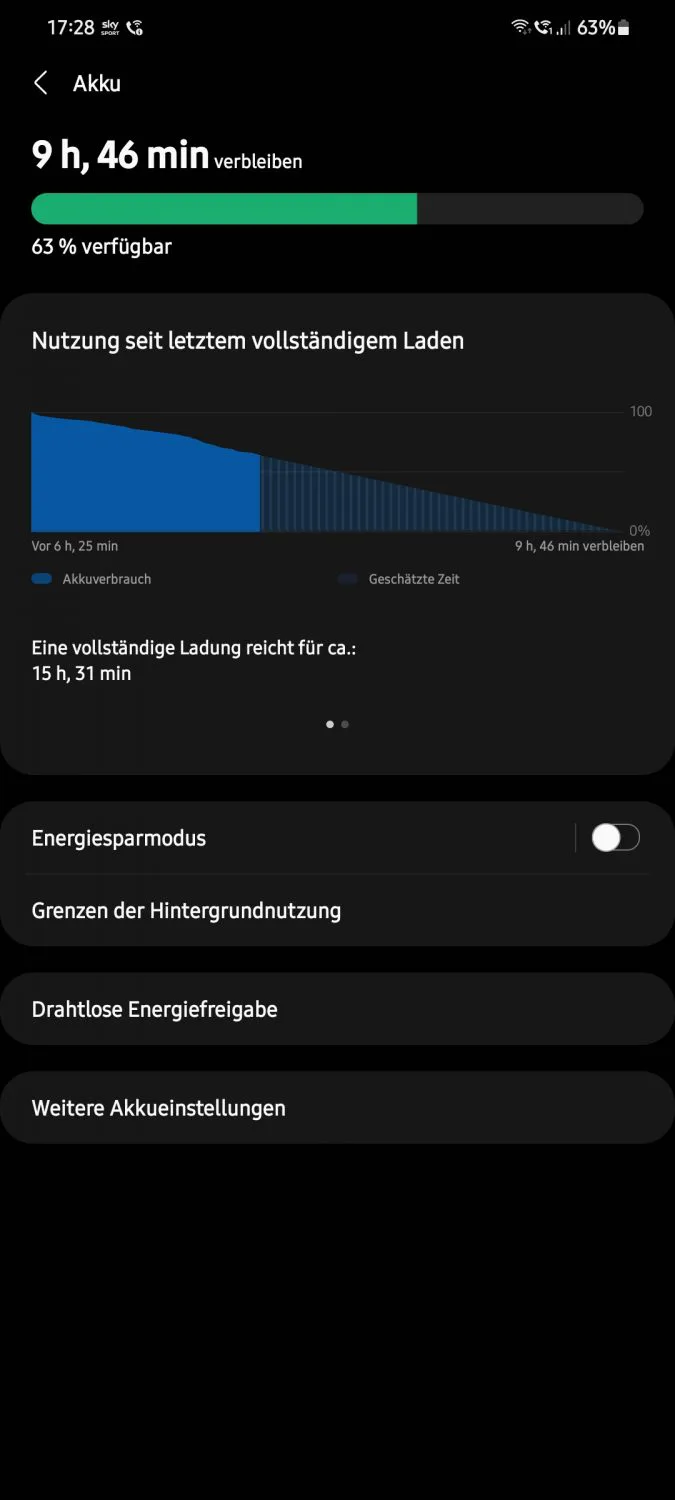 17:28 sky SPORT 63%
Akku
9 h, 46 min verbleiben
63 % verfügbar
Nutzung seit letztem vollständigem Laden
100
0%
Vor 6 h, 25 min 9 h, 46 min verbleiben
Akkuverbrauch Geschätzte Zeit
Eine vollständige Ladung reicht für ca.:
15 h, 31 min
Energiesparmodus
Grenzen der Hintergrundnutzung
Drahtlose Energiefreigabe
Weitere Akkueinstellungen